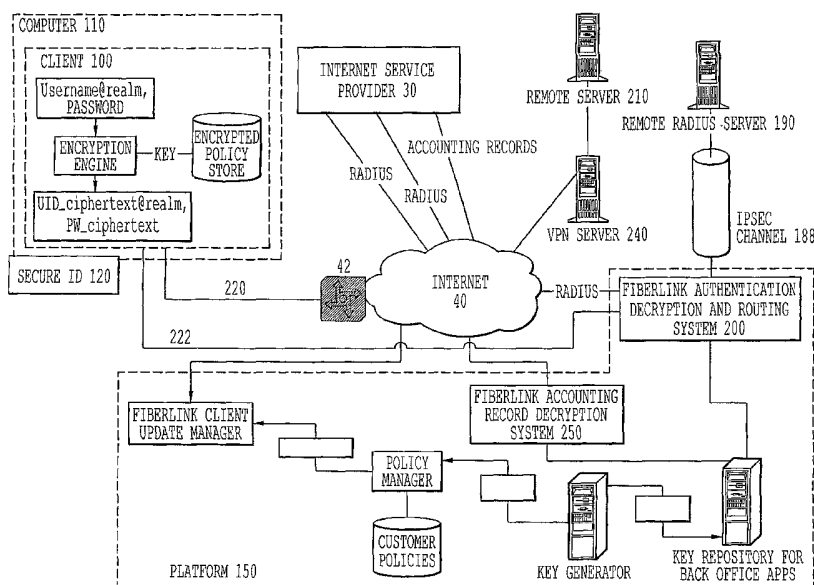 COMPUTER 110
CLIENT 100
Username@realm,
PASSWORD
ENCRYPTION
ENGINE
KEY
ENCRYPTED
POLICY
STORE
UID_ciphertext@realm,
PW_ciphertext
SECURE ID 120
INTERNET SERVICE
PROVIDER 30
RADIUS
RADIUS
ACCOUNTING RECORDS
REMOTE SERVER 210
VPN SERVER 240
REMOTE RADIUS SERVER 190
IPSEC
CHANNEL 188
42
220
222
INTERNET
40
RADIUS
FIBERLINK AUTHENTICATION
DECRYPTION AND ROUTING
SYSTEM 200
FIBERLINK CLIENT
UPDATE MANAGER
FIBERLINK ACCOUNTING
RECORD DECRYPTION
SYSTEM 250
POLICY
MANAGER
CUSTOMER
POLICIES
KEY GENERATOR
KEY REPOSITORY FOR
BACK OFFICE APPS
PLATFORM 150